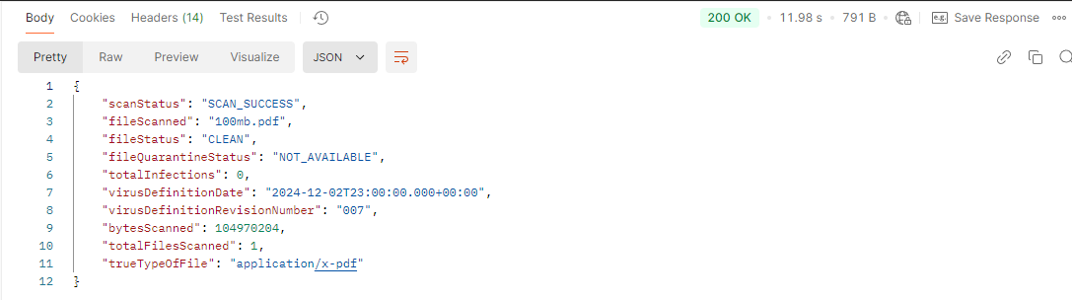 Body Cookies Headers (14) Test Results 200 OK • 11.98 s • 791 B • e.g. Save Response
Pretty Raw Preview Visualize JSON
1 {
2 "scanStatus": "SCAN_SUCCESS",
3 "fileScanned": "100mb.pdf",
4 "fileStatus": "CLEAN",
5 "fileQuarantineStatus": "NOT_AVAILABLE",
6 "totalInfections": 0,
7 "virusDefinitionDate": "2024-12-02T23:00:00.000+00:00",
8 "virusDefinitionRevisionNumber": "007",
9 "bytesScanned": 104970204,
10 "totalFilesScanned": 1,
11 "trueTypeOfFile": "application/x-pdf"
12 }